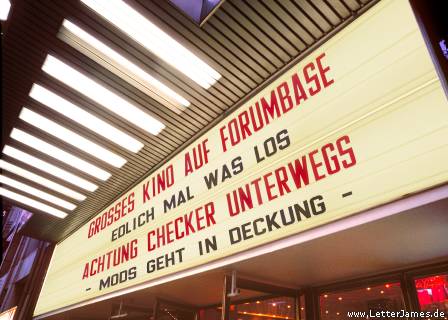 GROSSES KINO AUF FORUMBASE
EDLICH MAL WAS LOS
ACHTUNG CHECKER UNTERWEGS
- MODS GEHT IN DECKUNG -
www.LetterJames.de